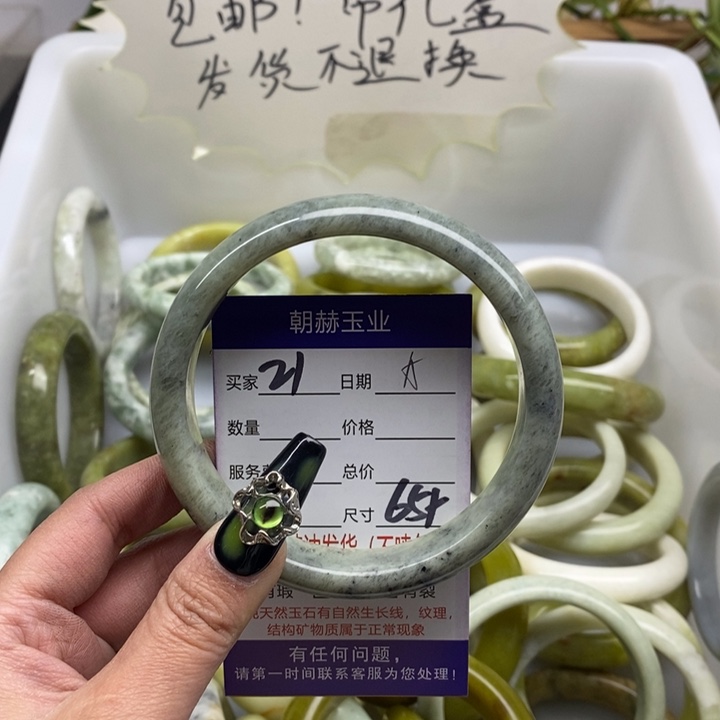 包邮！带礼盒
发货不退换
朝赫玉业
买家 21 日期
数量 价格
服务 总价
尺寸 65+
天然玉石有自然生长线，纹理，
结构矿物质属于正常现象
有任何问题，
请第一时间联系客服为您处理！